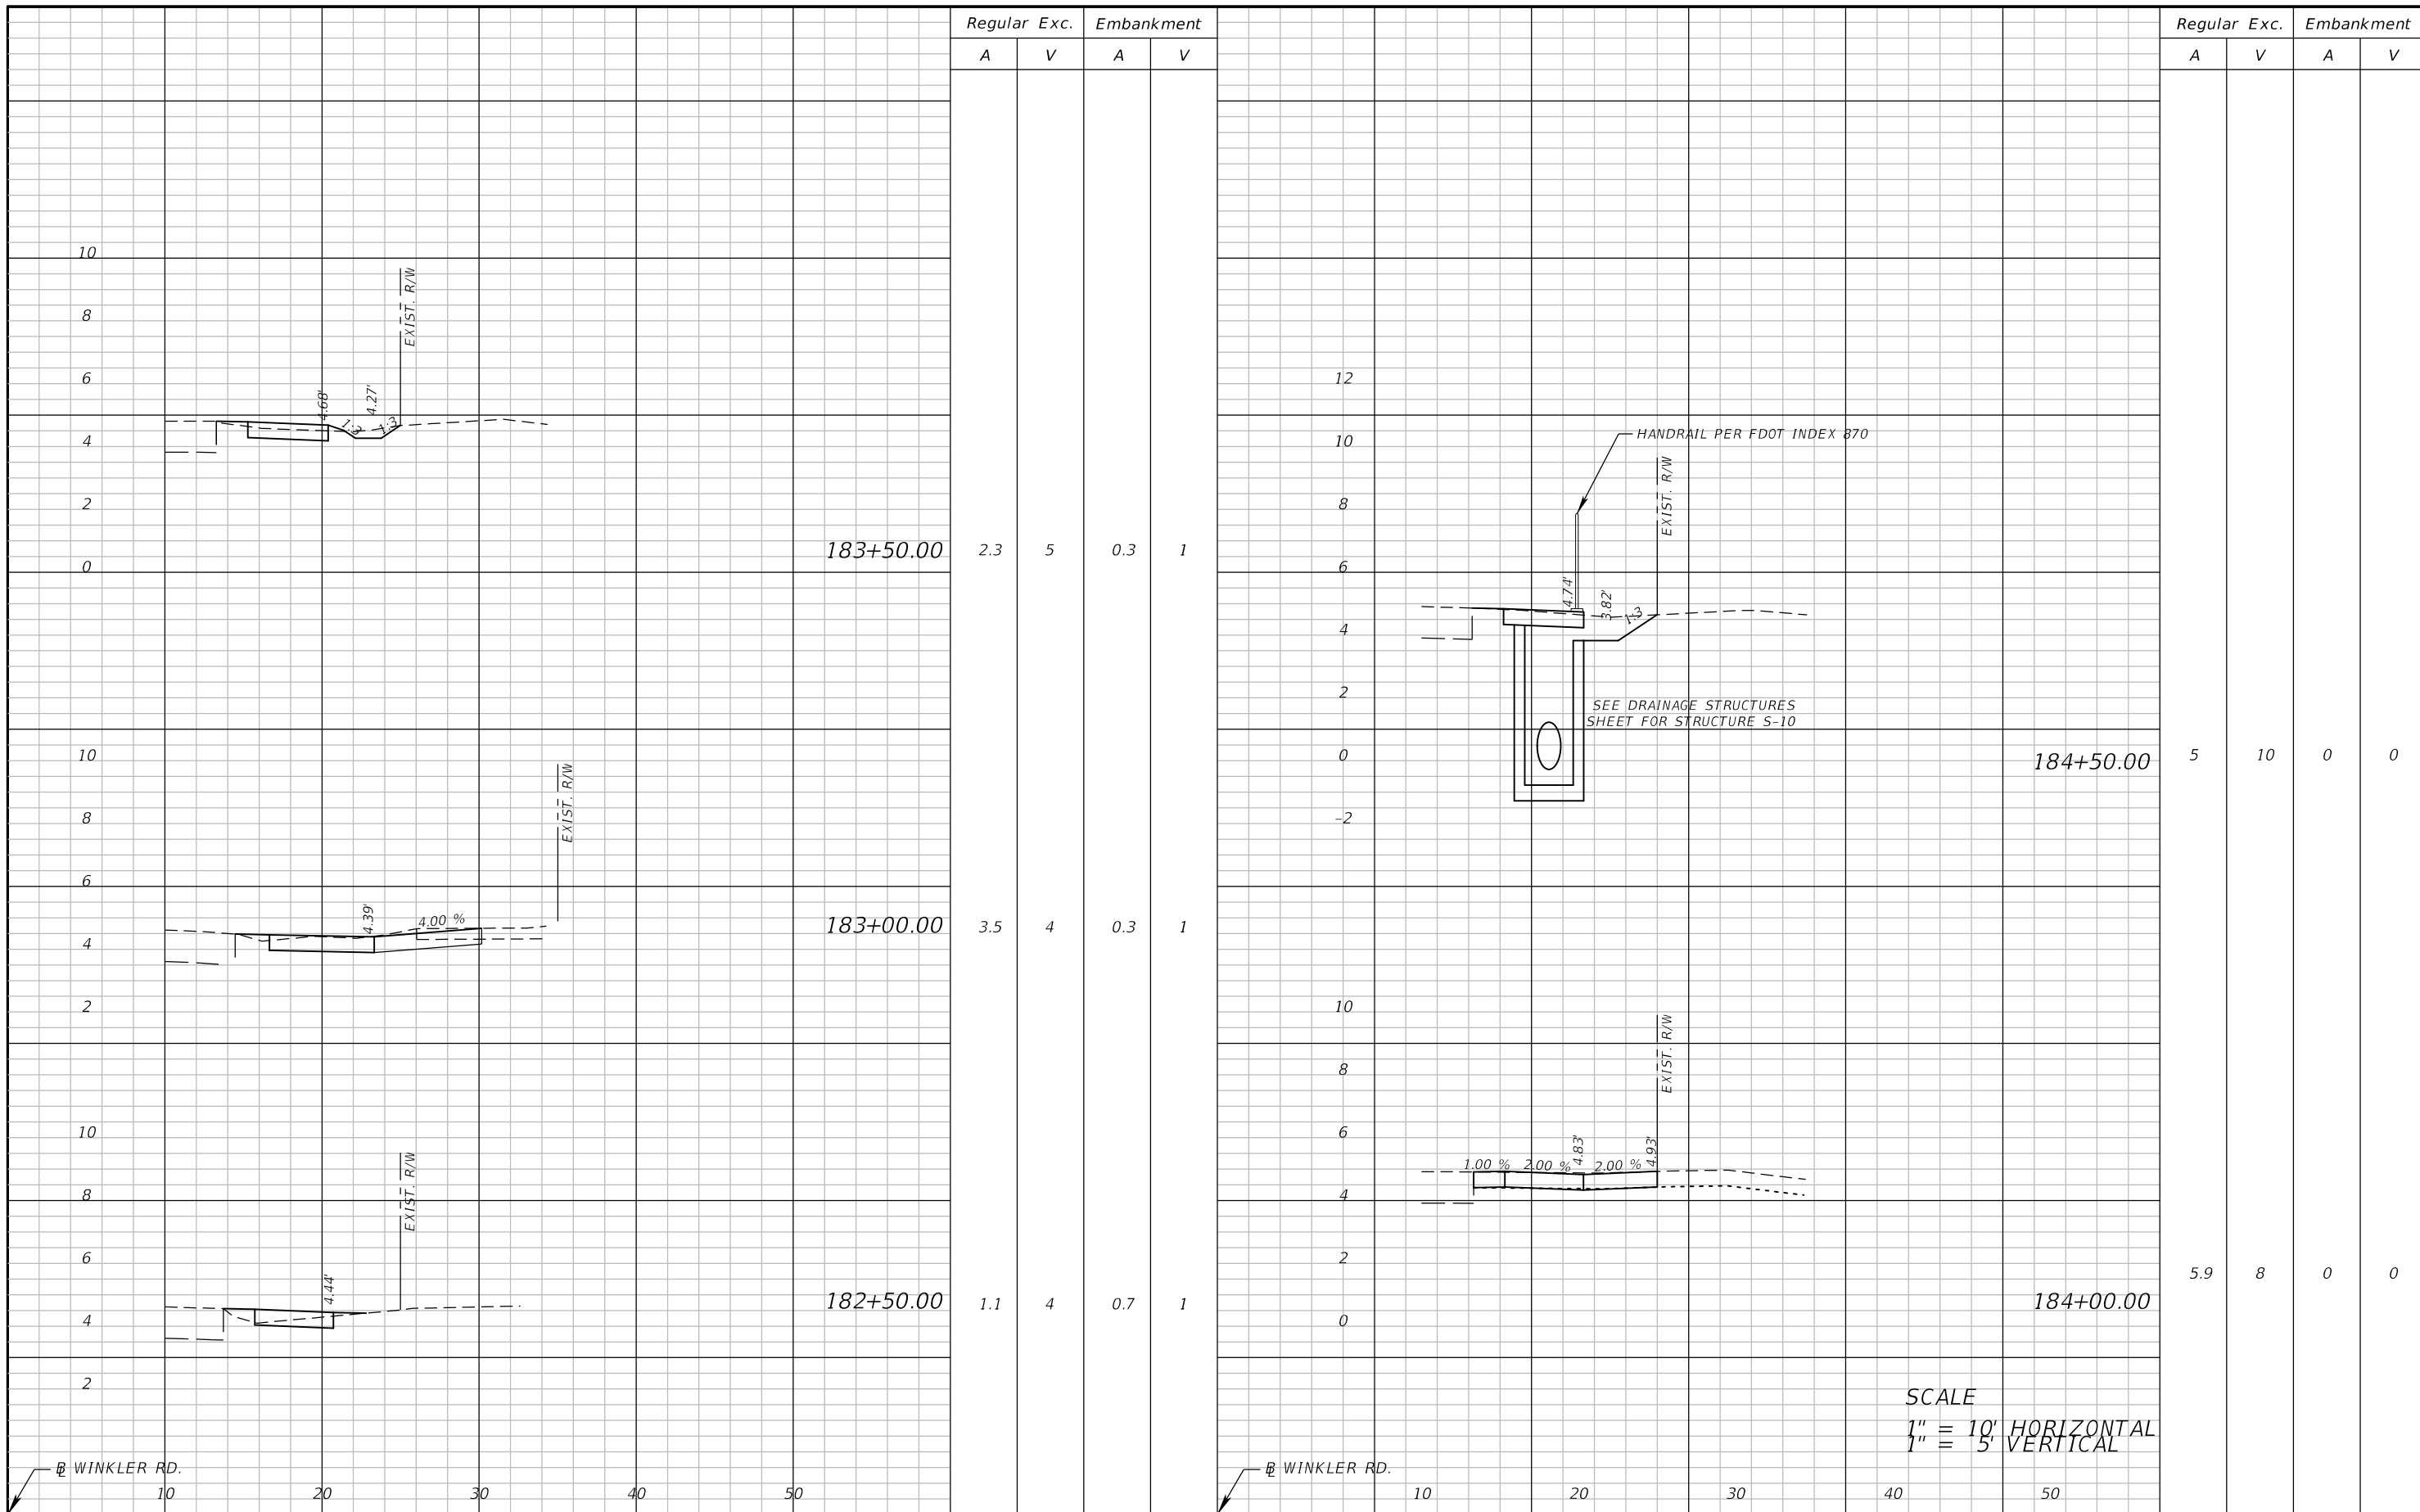 Regular Exc. Embankment
A V A V
10
8
6
4
2
0
EXIST. R/W
4.68'
4.27'
1:3
1:3
183+50.00 2.3 5 0.3 1
10
8
6
4
2
EXIST. R/W
4.39'
4.00 %
183+00.00 3.5 4 0.3 1
10
8
6
4
2
EXIST. R/W
4.44'
182+50.00 1.1 4 0.7 1
BL WINKLER RD.
10 20 30 40 50
Regular Exc. Embankment
A V A V
12
10
8
6
4
2
0
-2
HANDRAIL PER FDOT INDEX 870
EXIST. R/W
4.74'
3.82'
1:3
SEE DRAINAGE STRUCTURES
SHEET FOR STRUCTURE S-10
184+50.00 5 10 0 0
10
8
6
4
2
0
EXIST. R/W
1.00 % 2.00 % 4.83' 2.00 % 4.93'
5.9 8 0 0
184+00.00
SCALE
1" = 10' HORIZONTAL
1" = 5' VERTICAL
BL WINKLER RD.
10 20 30 40 50